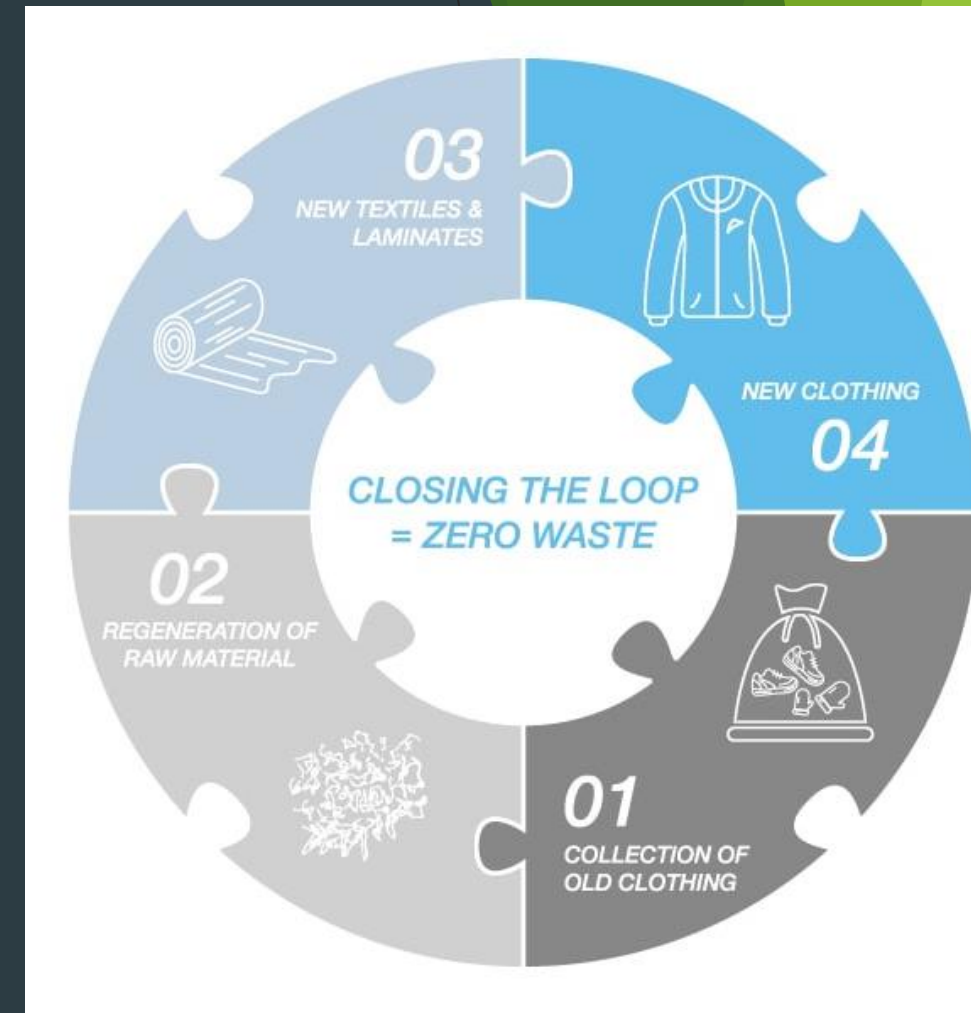 03
NEW TEXTILES &
LAMINATES
NEW CLOTHING
04
CLOSING THE LOOP
= ZERO WASTE
02
REGENERATION OF
RAW MATERIAL
01
COLLECTION OF
OLD CLOTHING